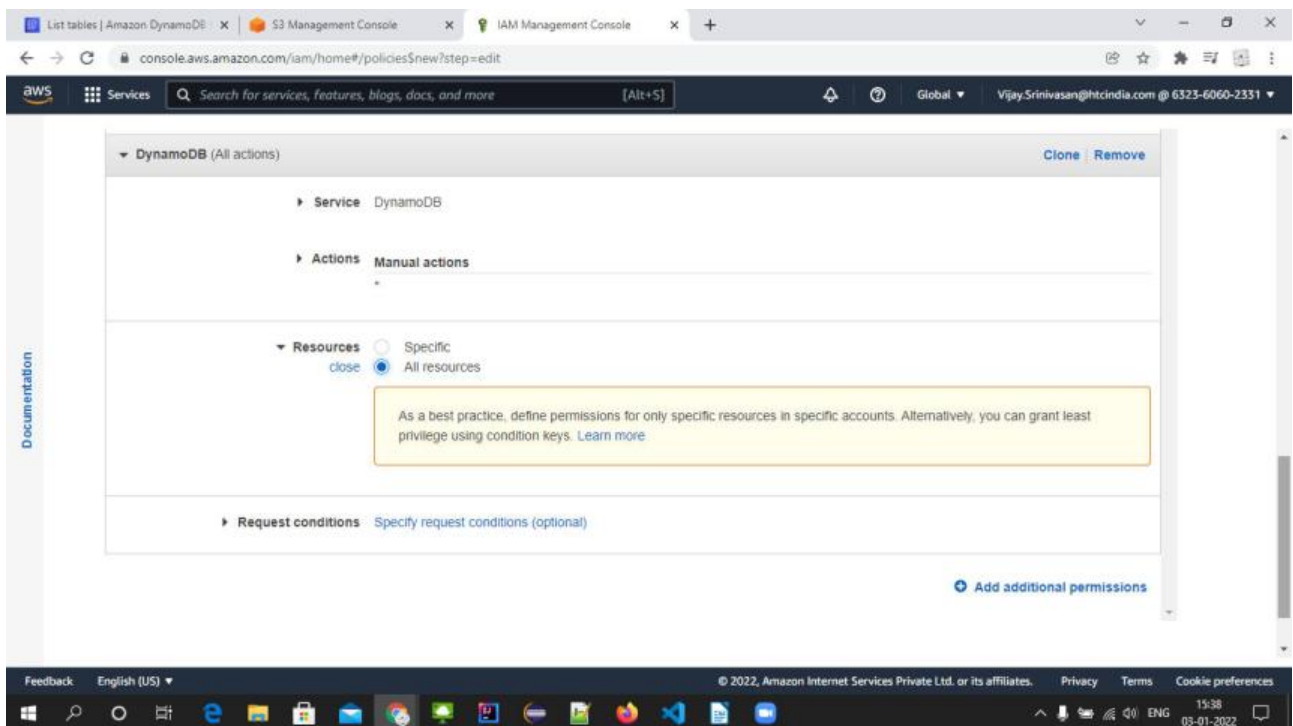 List tables | Amazon DynamoDB
S3 Management Console
IAM Management Console
console.aws.amazon.com/iam/home#/policies$new?step=edit
aws
Services
Search for services, features, blogs, docs, and more
[Alt+S]
Global
Vijay.Srinivasan@htcindia.com @ 6323-6060-2331
DynamoDB (All actions)
Clone
Remove
Service DynamoDB
Actions Manual actions
*
Resources Specific
close All resources
As a best practice, define permissions for only specific resources in specific accounts. Alternatively, you can grant least
privilege using condition keys. Learn more
Request conditions Specify request conditions (optional)
Add additional permissions
Documentation
Feedback English (US)
© 2022, Amazon Internet Services Private Ltd. or its affiliates. Privacy Terms Cookie preferences
ENG
15:38
03-01-2022